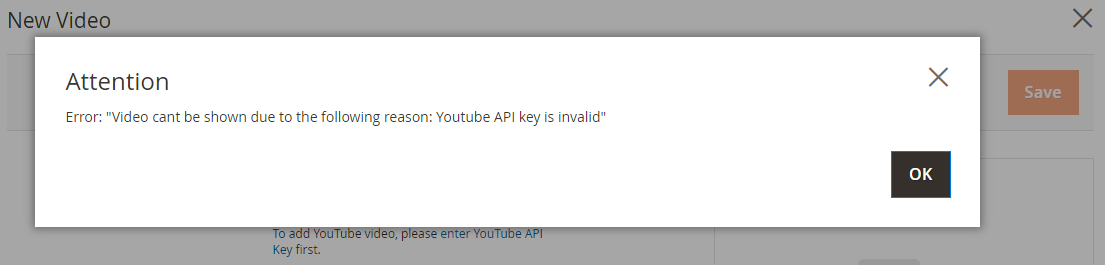 New Video
Attention
Error: "Video cant be shown due to the following reason: Youtube API key is invalid"
Save
OK
To add YouTube video, please enter YouTube API
Key first.